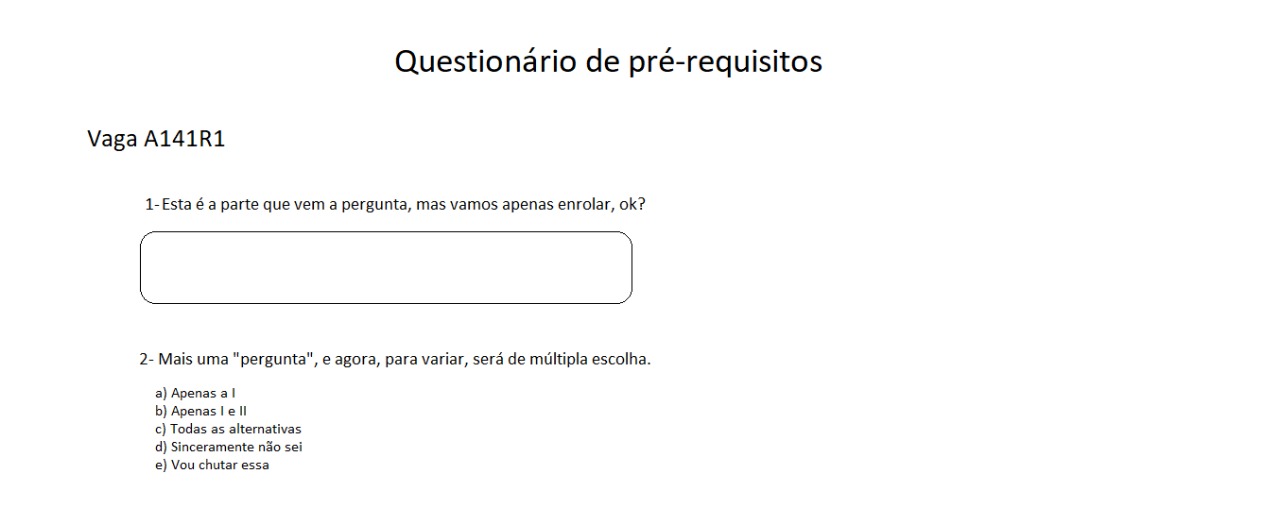 Questionário de pré-requisitos
Vaga A141R1
1- Esta é a parte que vem a pergunta, mas vamos apenas enrolar, ok?
2- Mais uma "pergunta", e agora, para variar, será de múltipla escolha.
a) Apenas a I
b) Apenas I e II
c) Todas as alternativas
d) Sinceramente não sei
e) Vou chutar essa